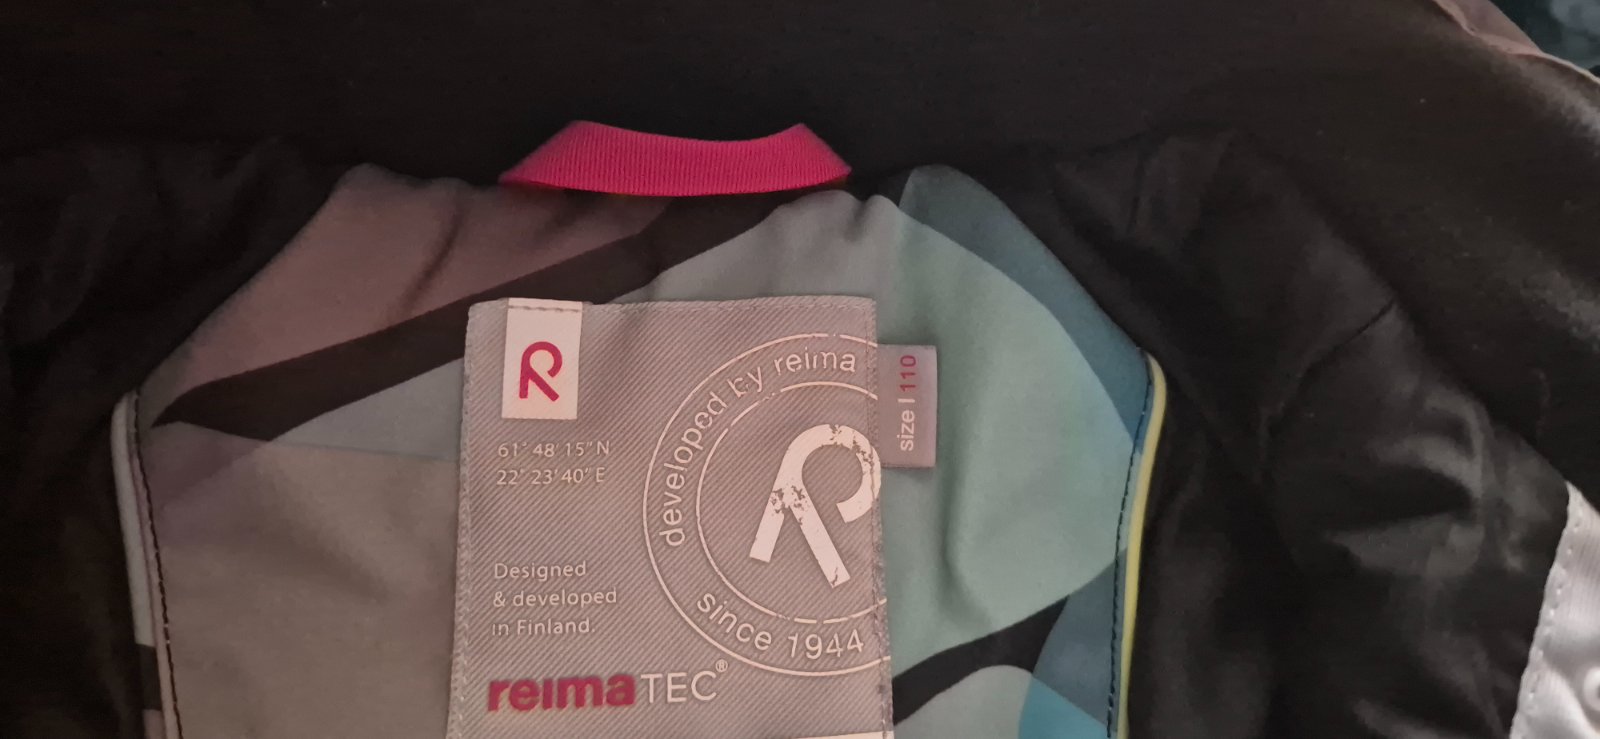 R
61° 48' 15" N
22° 23' 40" E
Designed
& developed
in Finland.
reimaTEC®
developed by reima
R
since 1944
size | 110